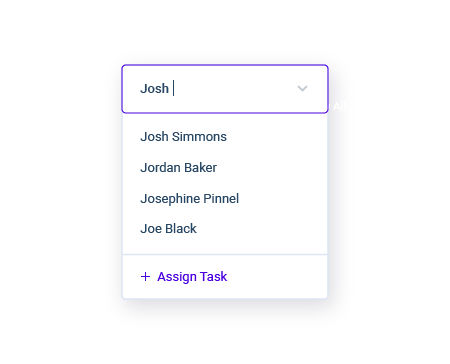 Josh
Josh Simmons
Jordan Baker
Josephine Pinnel
Joe Black
+ Assign Task